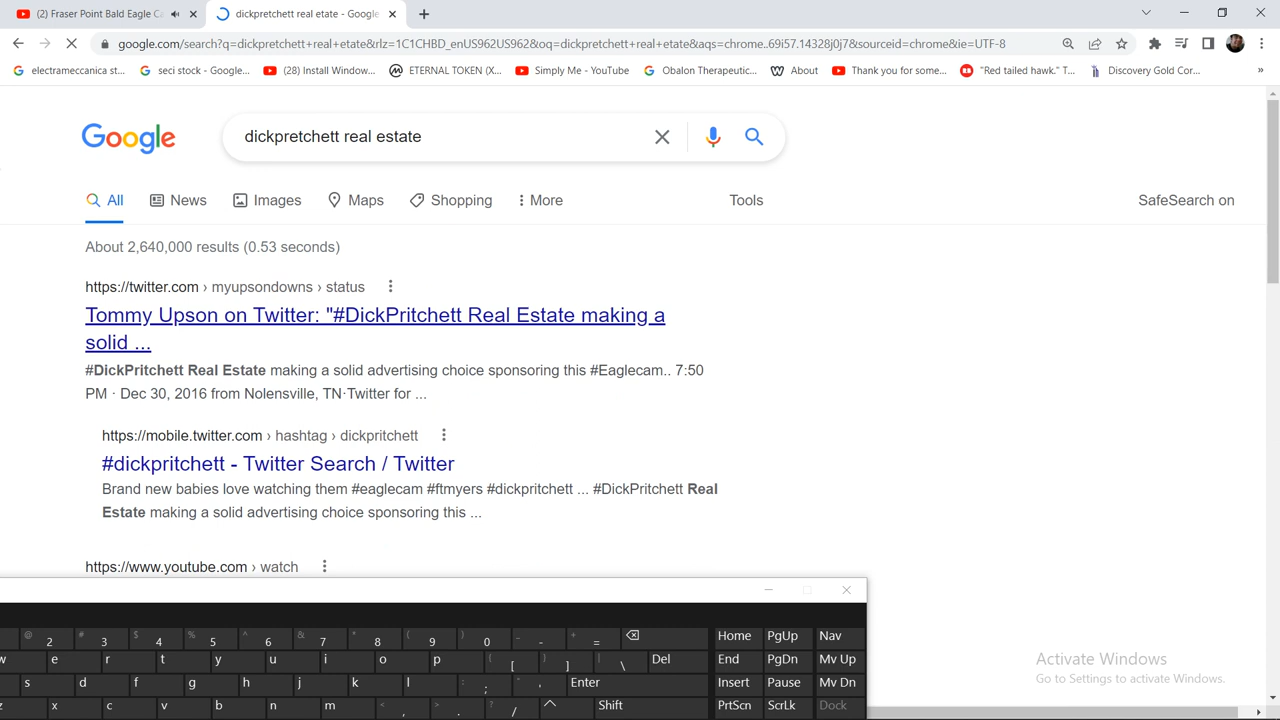 (2) Fraser Point Bald Eagle Ca
dickpretchett real estate - Google
google.com/search?q=dickpretchett+real+etate&rlz=1C1CHBD_enUS962US962&oq=dickpretchett+real+etate&aqs=chrome..69i57.14328j0j7&sourceid=chrome&ie=UTF-8
electrameccanica st... seci stock - Google... (28) Install Window... ETERNAL TOKEN (X... Simply Me - YouTube Obalon Therapeutic... About Thank you for some... "Red tailed hawk." T... Discovery Gold Cor... »
Google
dickpretchett real estate
All News Images Maps Shopping More Tools SafeSearch on
About 2,640,000 results (0.53 seconds)
https://twitter.com › myupsondowns › status
Tommy Upson on Twitter: "#DickPritchett Real Estate making a
solid ...
#DickPritchett Real Estate making a solid advertising choice sponsoring this #Eaglecam.. 7:50
PM · Dec 30, 2016 from Nolensville, TN·Twitter for ...
https://mobile.twitter.com › hashtag › dickpritchett
#dickpritchett - Twitter Search / Twitter
Brand new babies love watching them #eaglecam #ftmyers #dickpritchett ... #DickPritchett Real
Estate making a solid advertising choice sponsoring this ...
https://www.youtube.com › watch
@ 2 # 3 $ 4 % 5 ^ 6 & 7 * 8 ( 9 ) 0 _ - + = Home PgUp Nav
w e r t y u i o p { [ } ] | \ Del End PgDn Mv Up
s d f g h j k l : ; " ' Enter Insert Pause Mv Dn
z x c v b n m < , > . ? / Shift PrtScn ScrLk Dock
Activate Windows
Go to Settings to activate Windows.